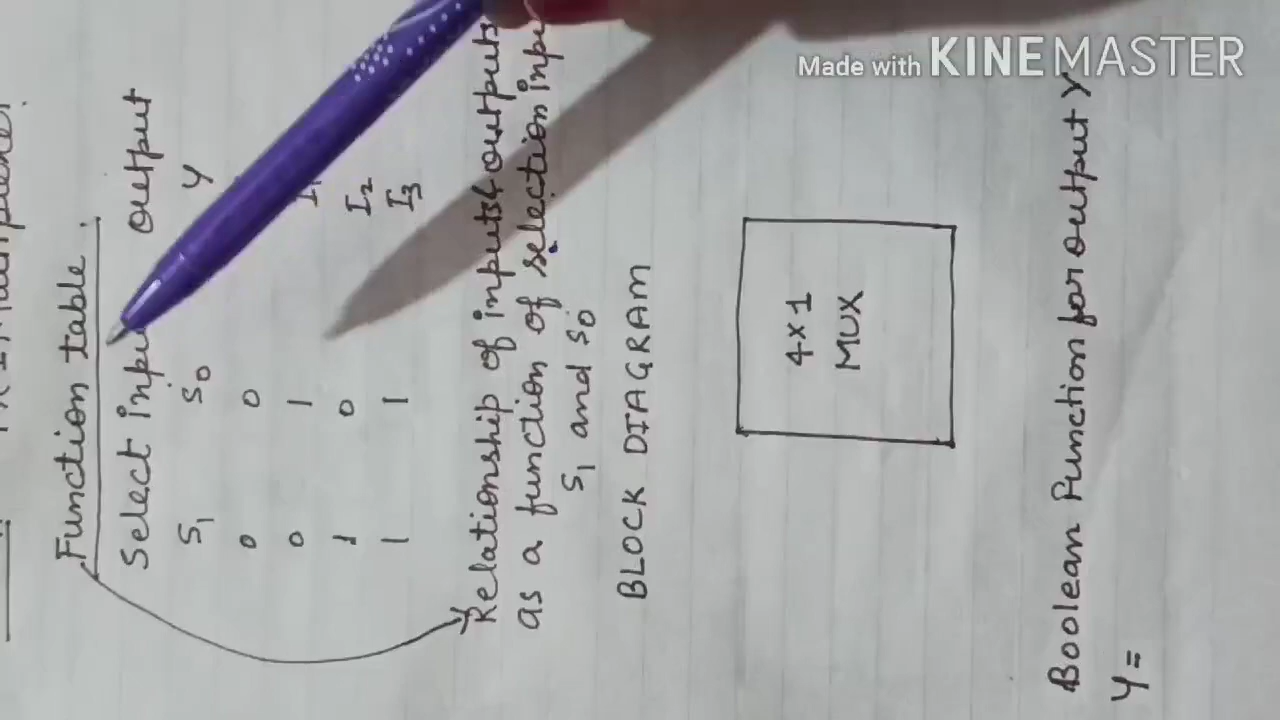 Made with KINEMASTER
Function table.
Select output
S1 S0 Y
0 0
0 1 I1
1 0 I2
1 1 I3
Relationship of inputs & outputs
as a function of selection
S1 and S0
BLOCK DIAGRAM
4x1
MUX
Boolean Function for output Y
Y=